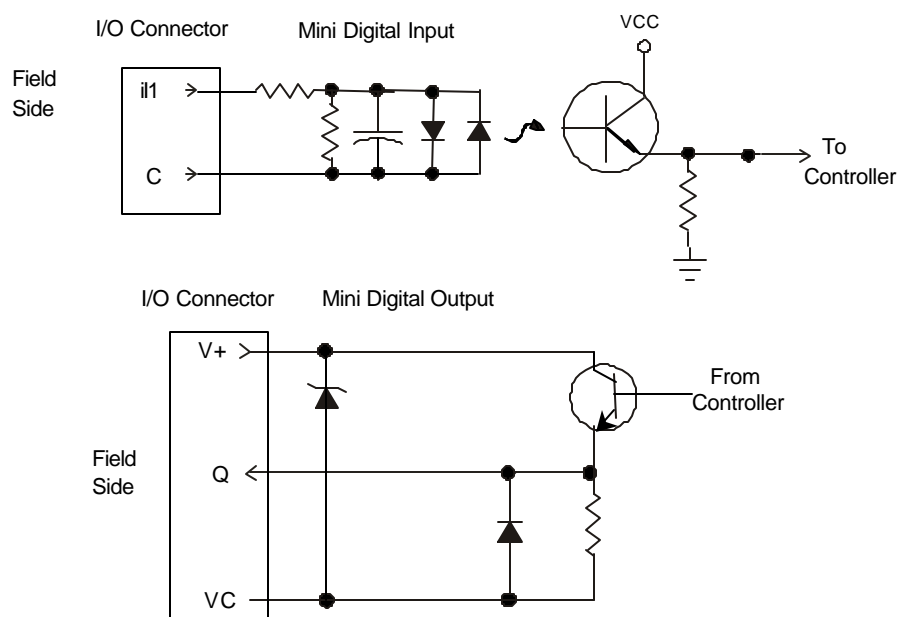 I/O Connector
Mini Digital Input
VCC
Field
Side
il1
C
To
Controller
I/O Connector
Mini Digital Output
V+
From
Controller
Field
Side
Q
VC